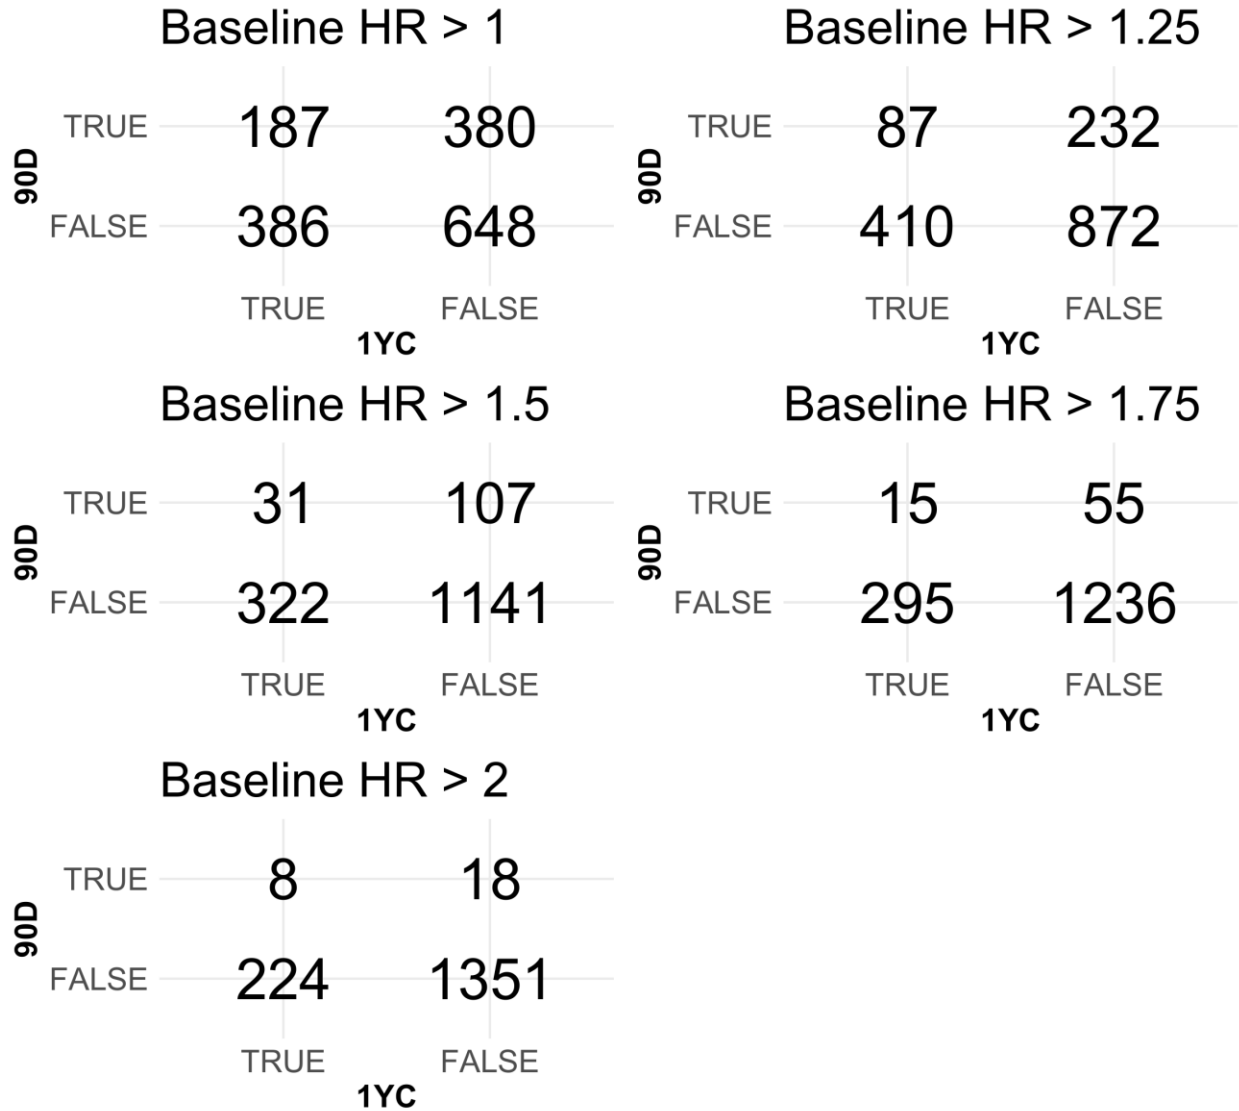 Baseline HR > 1
90D
TRUE 187 380
FALSE 386 648
TRUE FALSE
1YC
Baseline HR > 1.25
90D
TRUE 87 232
FALSE 410 872
TRUE FALSE
1YC
Baseline HR > 1.5
90D
TRUE 31 107
FALSE 322 1141
TRUE FALSE
1YC
Baseline HR > 1.75
90D
TRUE 15 55
FALSE 295 1236
TRUE FALSE
1YC
Baseline HR > 2
90D
TRUE 8 18
FALSE 224 1351
TRUE FALSE
1YC